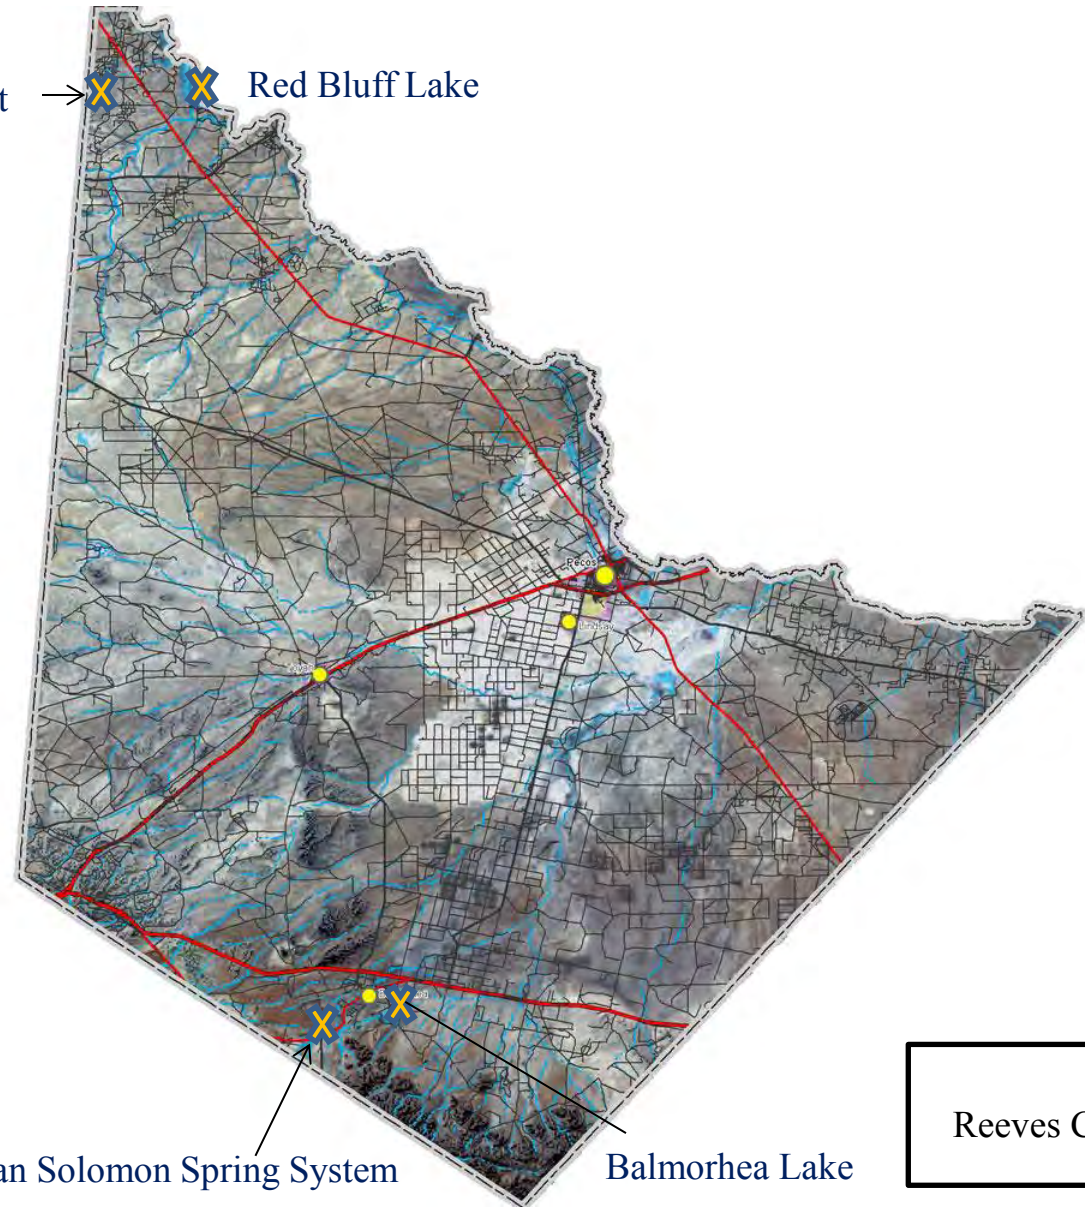 t
Red Bluff Lake
Pecos
Lindsay
an Solomon Spring System
Balmorhea Lake
Reeves C